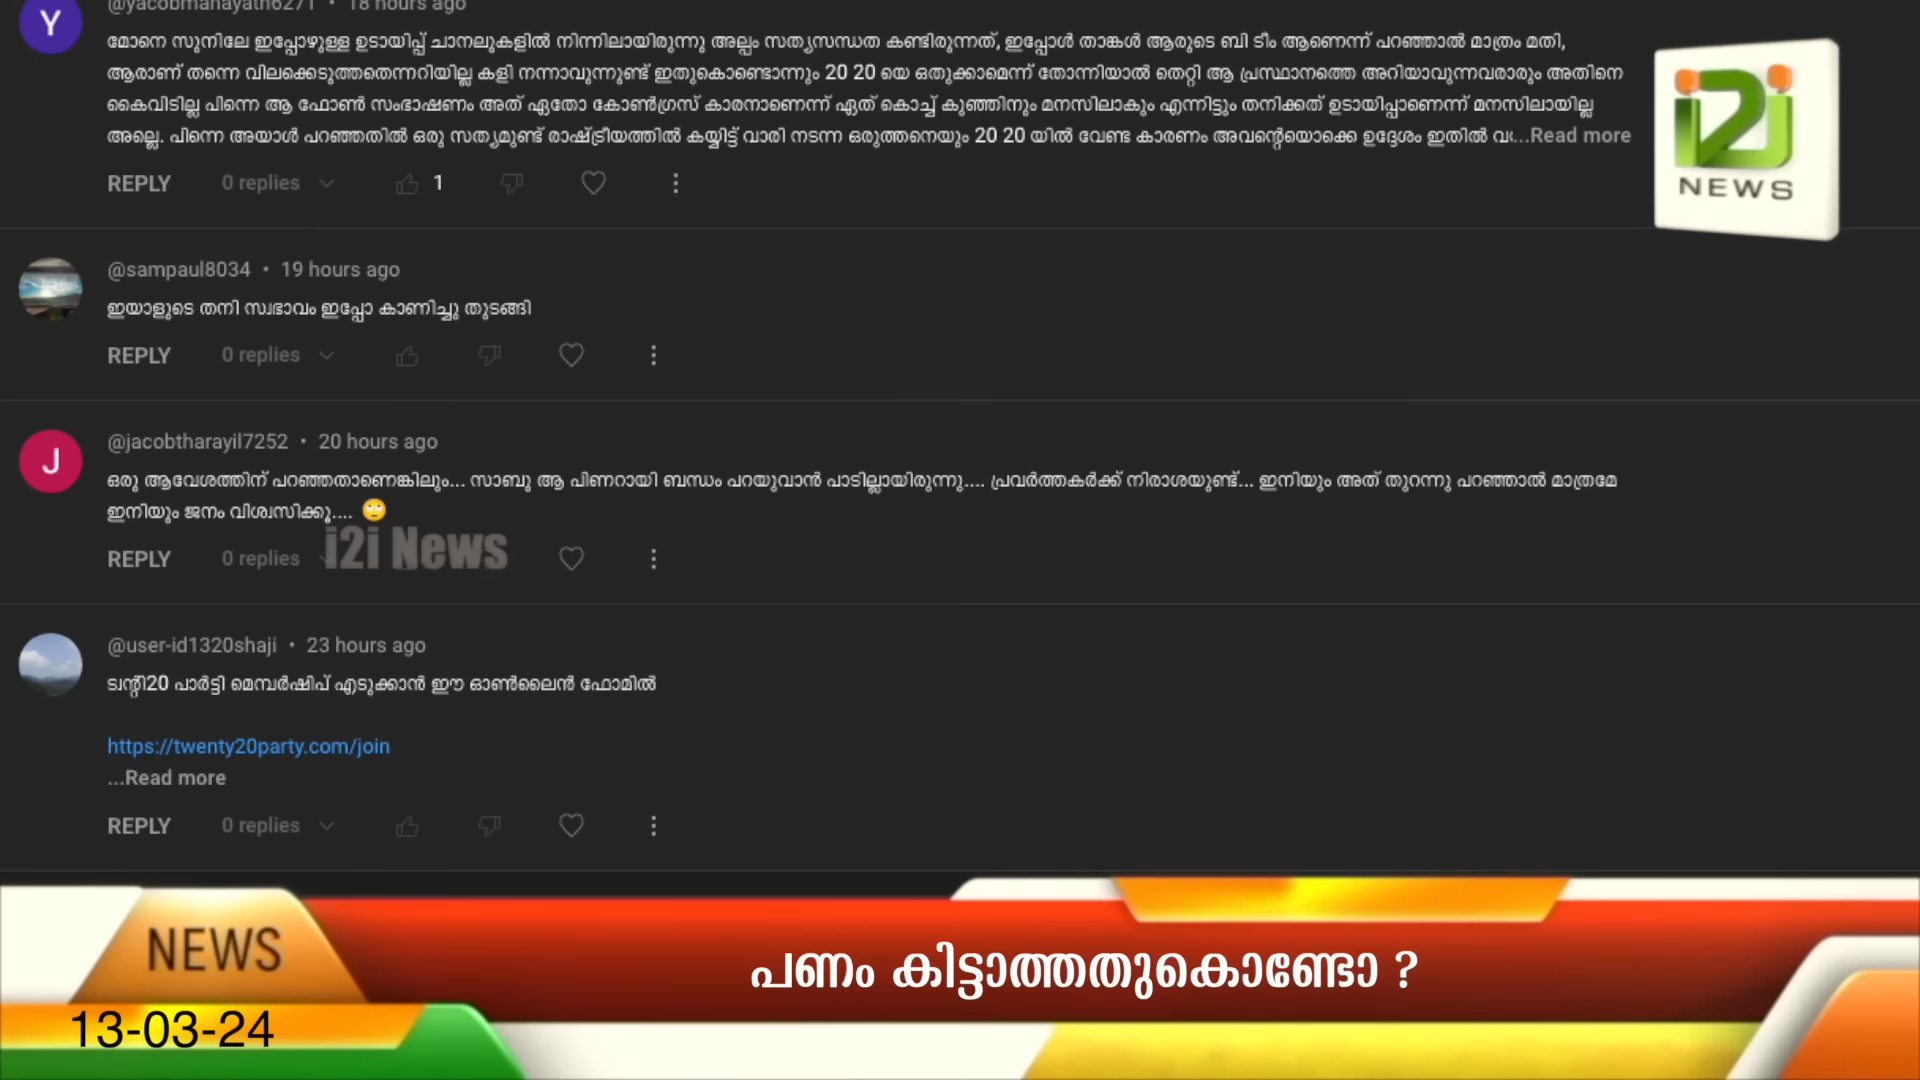 @yacobmanayath6271 • 18 hours ago
Y
മോനെ സുനിലേ ഇപ്പോഴുള്ള ഉടായിപ്പ് ചാനലുകളിൽ നിന്നിലായിരുന്നു അല്പം സത്യസന്ധത കണ്ടിരുന്നത്, ഇപ്പോൾ താങ്കൾ ആരുടെ ബി ടീം ആണെന്ന് പറഞ്ഞാൽ മാത്രം മതി,
ആരാണ് തന്നെ വിലക്കെടുത്തതെന്നറിയില്ല കളി നന്നാവുന്നുണ്ട് ഇതുകൊണ്ടൊന്നും 20 20 യെ ഒതുക്കാമെന്ന് തോന്നിയാൽ തെറ്റി ആ പ്രസ്ഥാനത്തെ അറിയാവുന്നവരാരും അതിനെ
കൈവിടില്ല പിന്നെ ആ ഫോൺ സംഭാഷണം അത് ഏതോ കോൺഗ്രസ് കാരനാണെന്ന് ഏത് കൊച്ച് കുഞ്ഞിനും മനസിലാകും എന്നിട്ടും തനിക്കത് ഉടായിപ്പാണെന്ന് മനസിലായില്ല
അല്ലെ. പിന്നെ അയാൾ പറഞ്ഞതിൽ ഒരു സത്യമുണ്ട് രാഷ്ട്രീയത്തിൽ കയ്യിട്ട് വാരി നടന്ന ഒരുത്തനെയും 20 20 യിൽ വേണ്ട കാരണം അവന്റെയൊക്കെ ഉദ്ദേശം ഇതിൽ ...Read more
REPLY 0 replies 1
i2i
NEWS
@sampaul8034 • 19 hours ago
ഇയാളുടെ തനി സ്വഭാവം ഇപ്പോ കാണിച്ചു തുടങ്ങി
REPLY 0 replies
@jacobtharayil7252 • 20 hours ago
J
ഒരു ആവേശത്തിന് പറഞ്ഞതാണെങ്കിലും... സാബു ആ പിണറായി ബന്ധം പറയുവാൻ പാടില്ലായിരുന്നു.... പ്രവർത്തകർക്ക് നിരാശയുണ്ട്... ഇനിയും അത് തുറന്നു പറഞ്ഞാൽ മാത്രമേ
ഇനിയും ജനം വിശ്വസിക്കൂ.... 🙄
REPLY 0 replies
i2i News
@user-id1320shaji • 23 hours ago
ട്വന്റി20 പാർട്ടി മെമ്പർഷിപ് എടുക്കാൻ ഈ ഓൺലൈൻ ഫോമിൽ
https://twenty20party.com/join
...Read more
REPLY 0 replies
NEWS
പണം കിട്ടാത്തതുകൊണ്ടോ ?
13-03-24